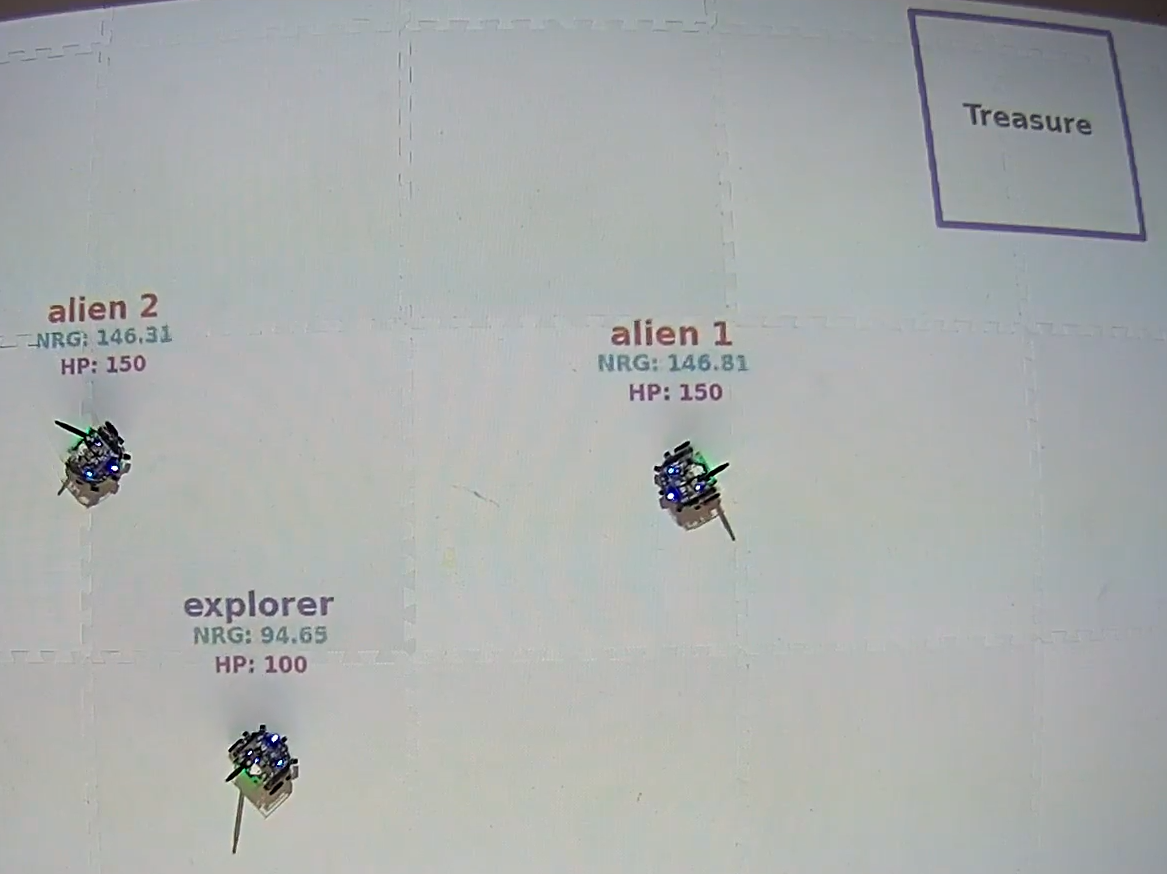 Treasure
alien 2
NRG: 146.31
HP: 150
alien 1
NRG: 146.81
HP: 150
explorer
NRG: 94.65
HP: 100